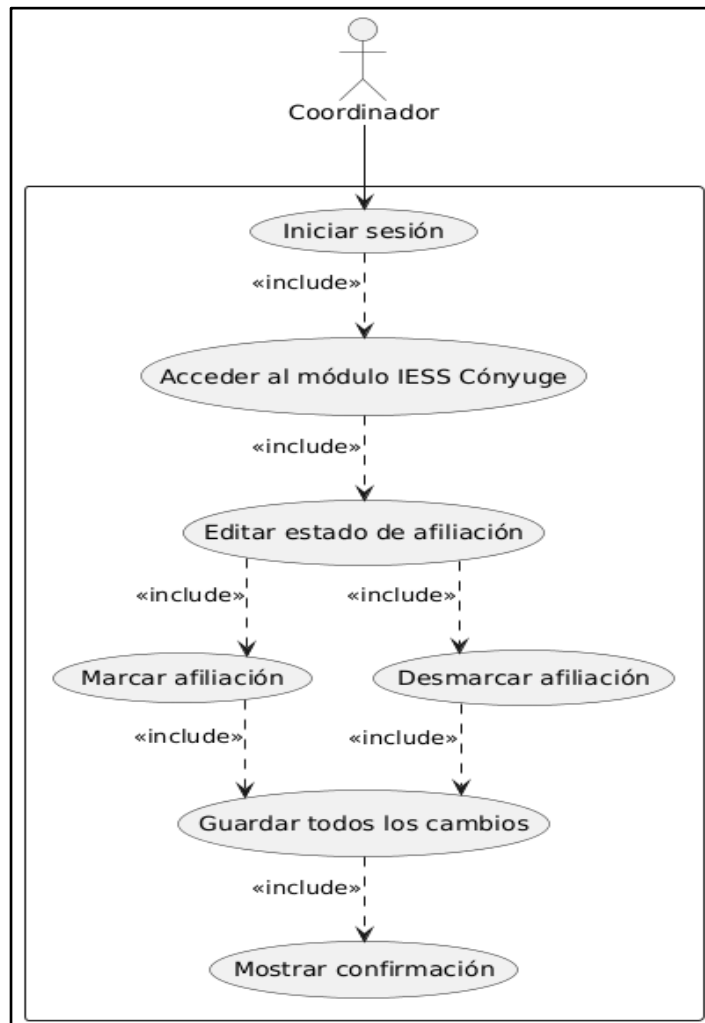 Coordinador
Iniciar sesión
«include»
Acceder al módulo IESS Cónyuge
«include»
Editar estado de afiliación
«include»
«include»
Marcar afiliación
Desmarcar afiliación
«include»
«include»
Guardar todos los cambios
«include»
Mostrar confirmación